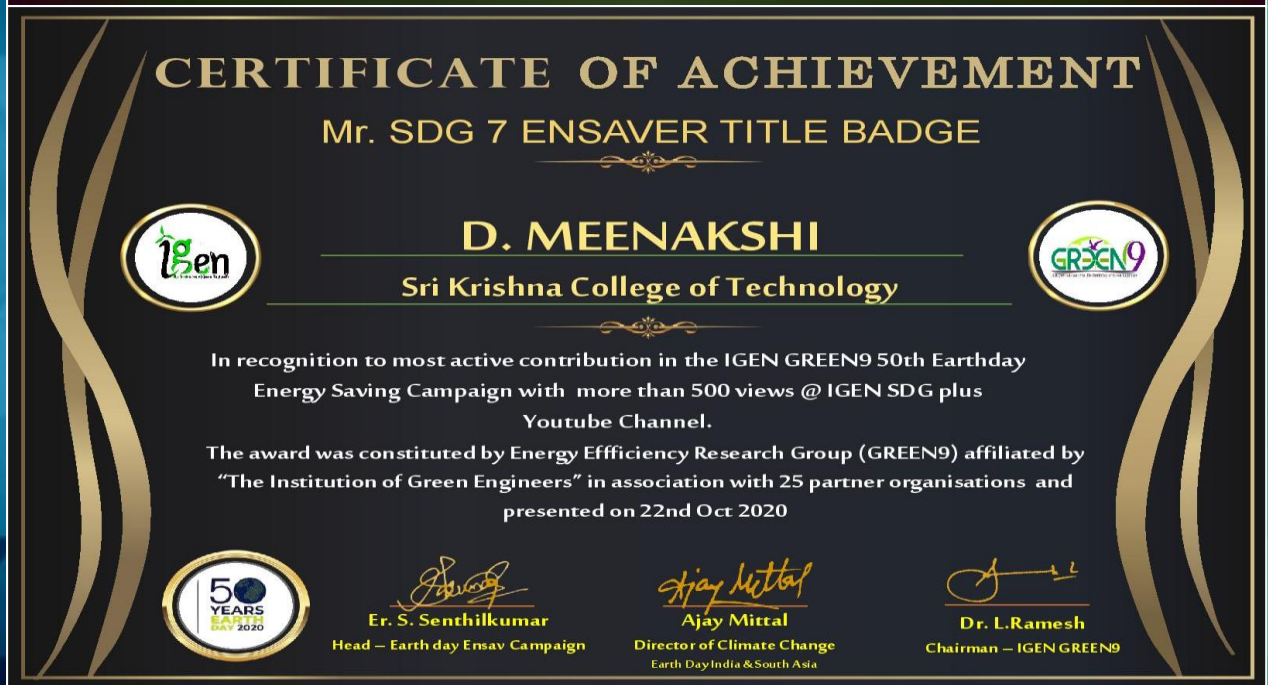 CERTIFICATE OF ACHIEVEMENT
Mr. SDG 7 ENSAVER TITLE BADGE
igen
D. MEENAKSHI
GREEN9
Sri Krishna College of Technology
In recognition to most active contribution in the IGEN GREEN9 50th Earthday
Energy Saving Campaign with more than 500 views @ IGEN SDG plus
Youtube Channel.
The award was constituted by Energy Effficiency Research Group (GREEN9) affiliated by
“The Institution of Green Engineers” in association with 25 partner organisations and
presented on 22nd Oct 2020
50
YEARS
EARTH
DAY 2020
Er. S. Senthilkumar
Head – Earth day Ensav Campaign
Ajay Mittal
Ajay Mittal
Director of Climate Change
Earth Day India & South Asia
Dr. L.Ramesh
Chairman – IGEN GREEN9